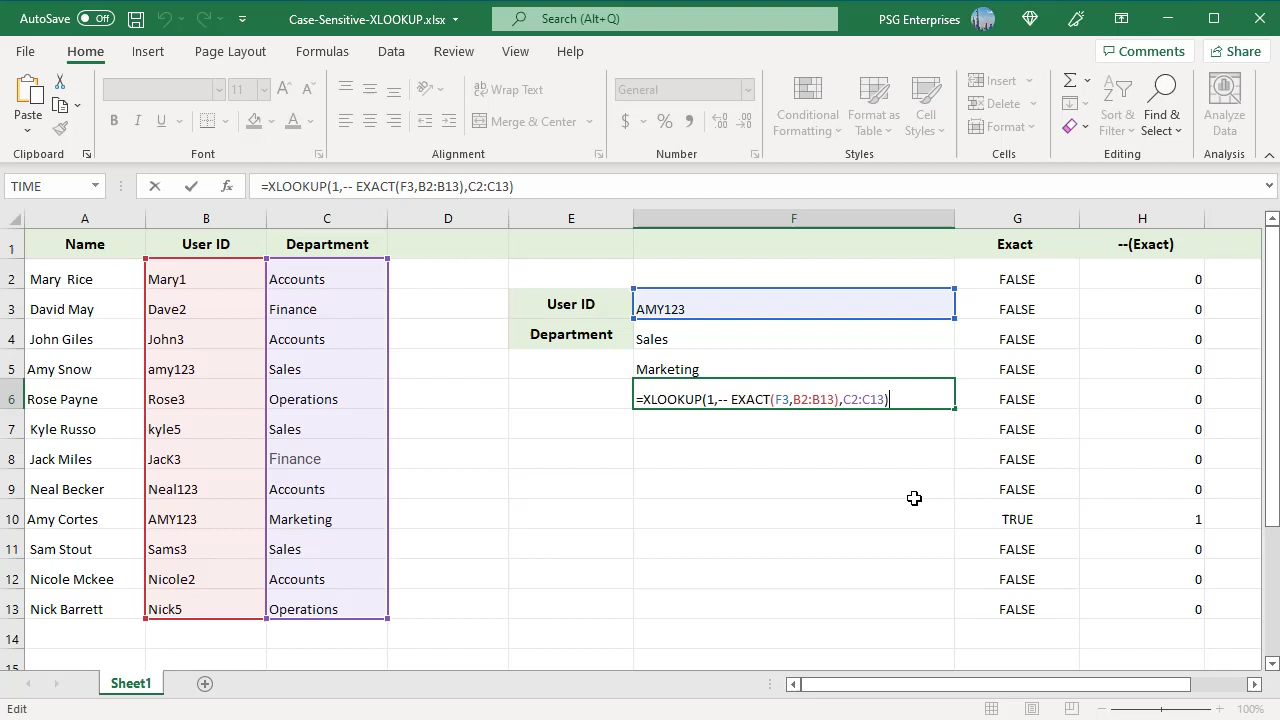 AutoSave Off Case-Sensitive-XLOOKUP.xlsx Search (Alt+Q) PSG Enterprises
File Home Insert Page Layout Formulas Data Review View Help Comments Share
Paste
Clipboard
11
B I U A
Font
Wrap Text
Merge & Center
Alignment
General
$ %
Number
Conditional Formatting
Format as Table
Cell Styles
Styles
Insert
Delete
Format
Cells
Sort & Filter
Find & Select
Editing
Analyze Data
Analysis
TIME fx =XLOOKUP(1,-- EXACT(F3,B2:B13),C2:C13)
A B C D E F G H
1 Name User ID Department Exact --(Exact)
2 Mary Rice Mary1 Accounts FALSE 0
3 David May Dave2 Finance User ID AMY123 FALSE 0
4 John Giles John3 Accounts Department Sales FALSE 0
5 Amy Snow amy123 Sales Marketing FALSE 0
6 Rose Payne Rose3 Operations =XLOOKUP(1,-- EXACT(F3,B2:B13),C2:C13) FALSE 0
7 Kyle Russo kyle5 Sales FALSE 0
8 Jack Miles JacK3 Finance FALSE 0
9 Neal Becker Neal123 Accounts FALSE 0
10 Amy Cortes AMY123 Marketing TRUE 1
11 Sam Stout Sams3 Sales FALSE 0
12 Nicole Mckee Nicole2 Accounts FALSE 0
13 Nick Barrett Nick5 Operations FALSE 0
14
15
Sheet1
Edit 100%